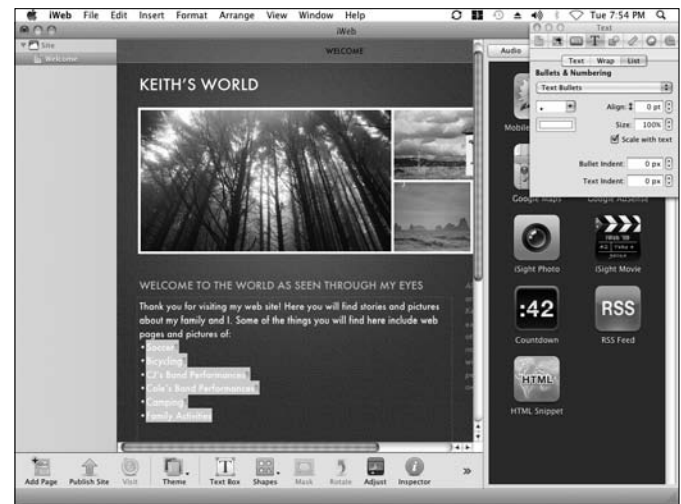 iWeb File Edit Insert Format Arrange View Window Help Tue 7:54 PM
iWeb
Text
Site
Welcome
WELCOME
Audio
Text Wrap List
Bullets & Numbering
Text Bullets
Align: 0 pt
Size: 100%
Scale with text
Bullet Indent: 0 px
Text Indent: 0 px
KEITH'S WORLD
Google Maps Google AdSense
iSight Photo iSight Movie
:42 RSS
Countdown RSS Feed
HTML
HTML Snippet
WELCOME TO THE WORLD AS SEEN THROUGH MY EYES
Thank you for visiting my web site! Here you will find stories and pictures
about my family and I. Some of the things you will find here include web
pages and pictures of:
• Soccer
• Bicycling
• CJ's Band Performances
• Cole's Band Performances
• Camping
• Family Activities
Add Page Publish Site Visit Theme Text Box Shapes Mask Rotate Adjust Inspector »